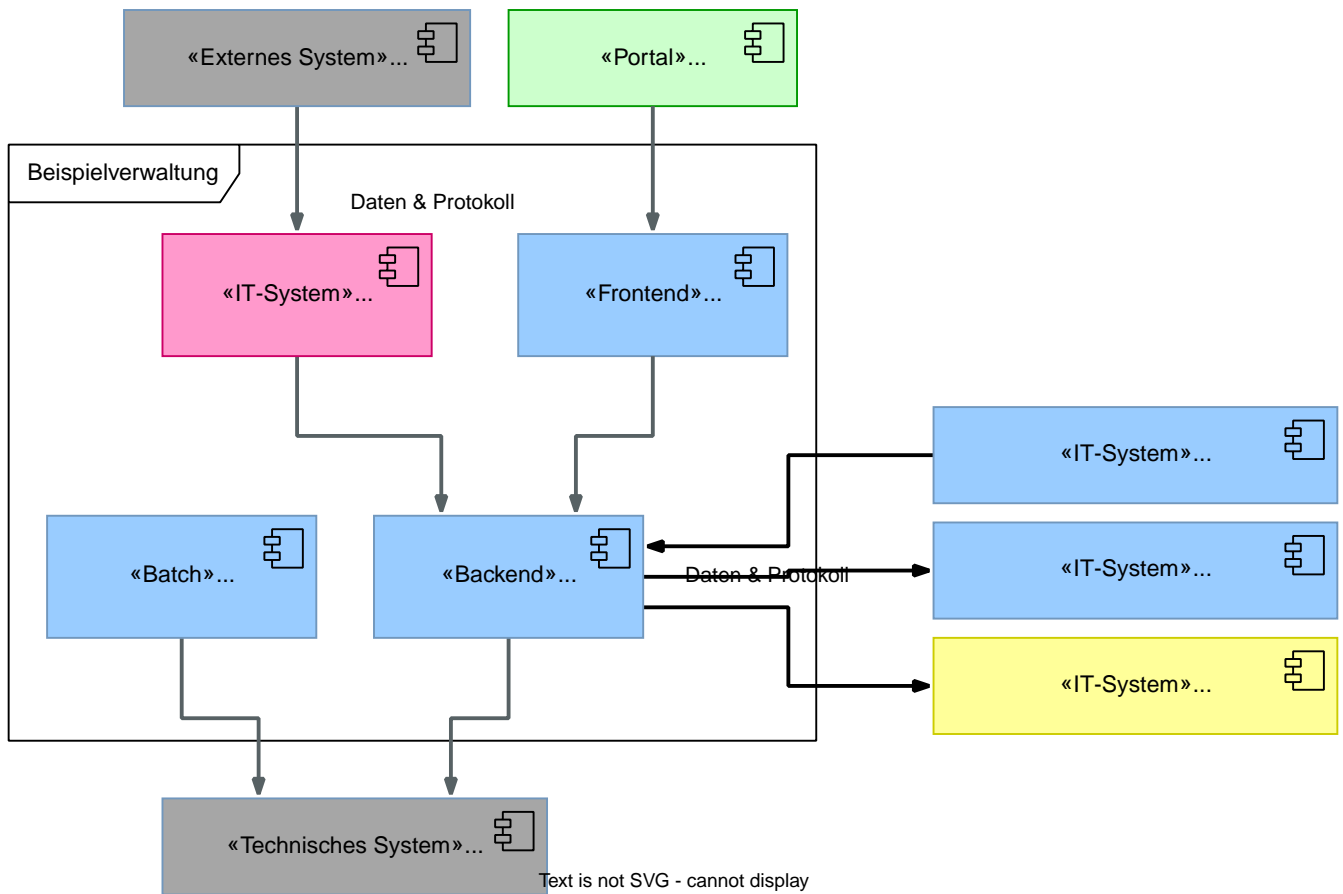 «Externes System»...
«Portal»...
Beispielverwaltung
Daten & Protokoll
«IT-System»...
«Frontend»...
«IT-System»...
«Batch»...
«Backend»...
Daten & Protokoll
«IT-System»...
«IT-System»...
«Technisches System»...
Text is not SVG - cannot display